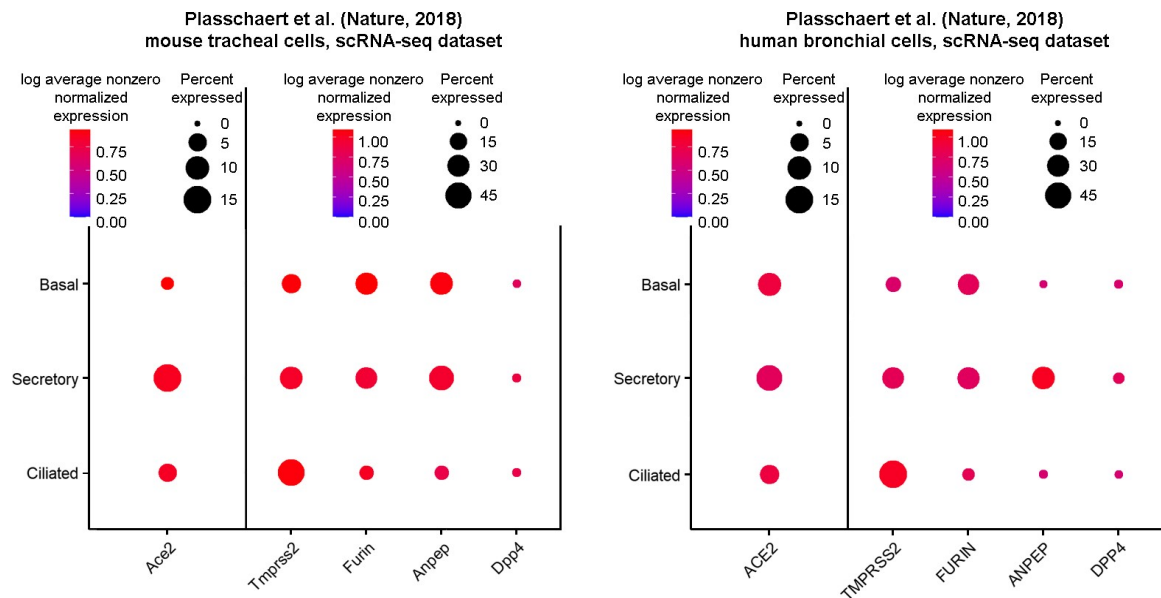 Plasschaert et al. (Nature, 2018)
mouse tracheal cells, scRNA-seq dataset
log average nonzero
normalized
expression
0.75
0.50
0.25
0.00
Percent
expressed
0
5
10
15
log average nonzero
normalized
expression
1.00
0.75
0.50
0.25
0.00
Percent
expressed
0
15
30
45
Basal
Secretory
Ciliated
Ace2
Tmprss2
Furin
Anpep
Dpp4
Plasschaert et al. (Nature, 2018)
human bronchial cells, scRNA-seq dataset
log average nonzero
normalized
expression
0.75
0.50
0.25
0.00
Percent
expressed
0
5
10
15
log average nonzero
normalized
expression
1.00
0.75
0.50
0.25
0.00
Percent
expressed
0
15
30
45
Basal
Secretory
Ciliated
ACE2
TMPRSS2
FURIN
ANPEP
DPP4